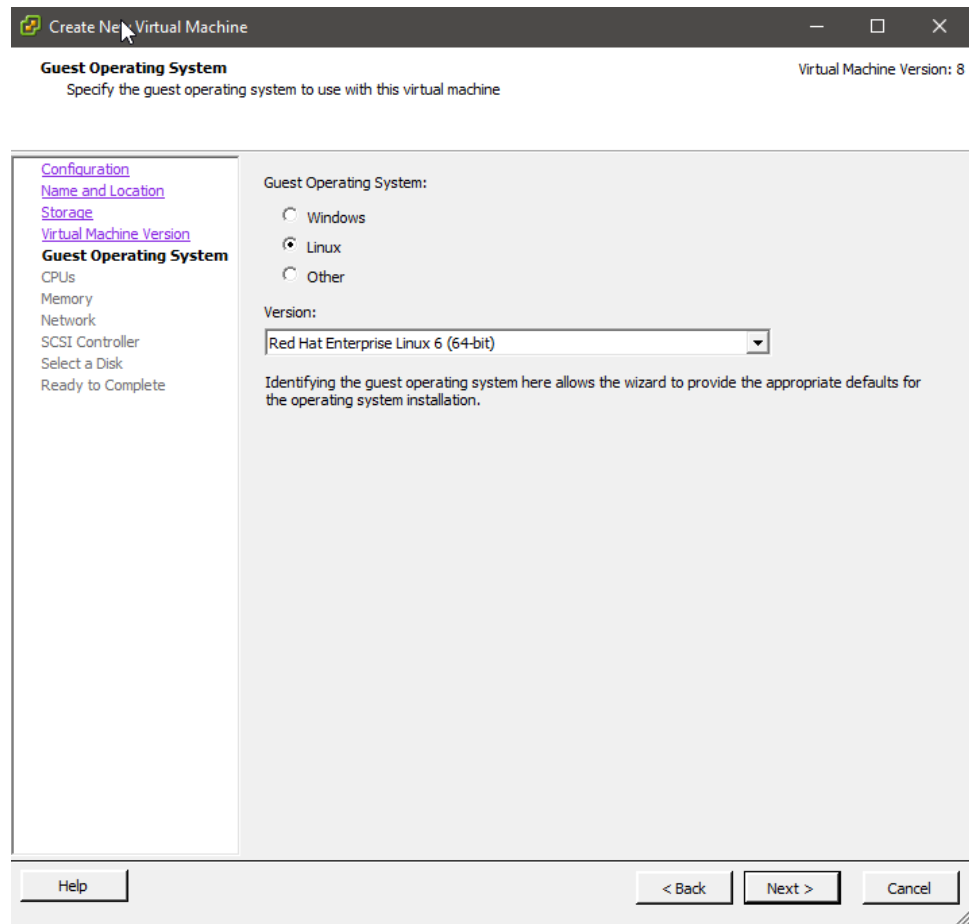 Create New Virtual Machine
Guest Operating System
Virtual Machine Version: 8
Specify the guest operating system to use with this virtual machine
Configuration
Name and Location
Storage
Virtual Machine Version
Guest Operating System
CPUs
Memory
Network
SCSI Controller
Select a Disk
Ready to Complete
Guest Operating System:
Windows
Linux
Other
Version:
Red Hat Enterprise Linux 6 (64-bit)
Identifying the guest operating system here allows the wizard to provide the appropriate defaults for
the operating system installation.
Help
< Back
Next >
Cancel